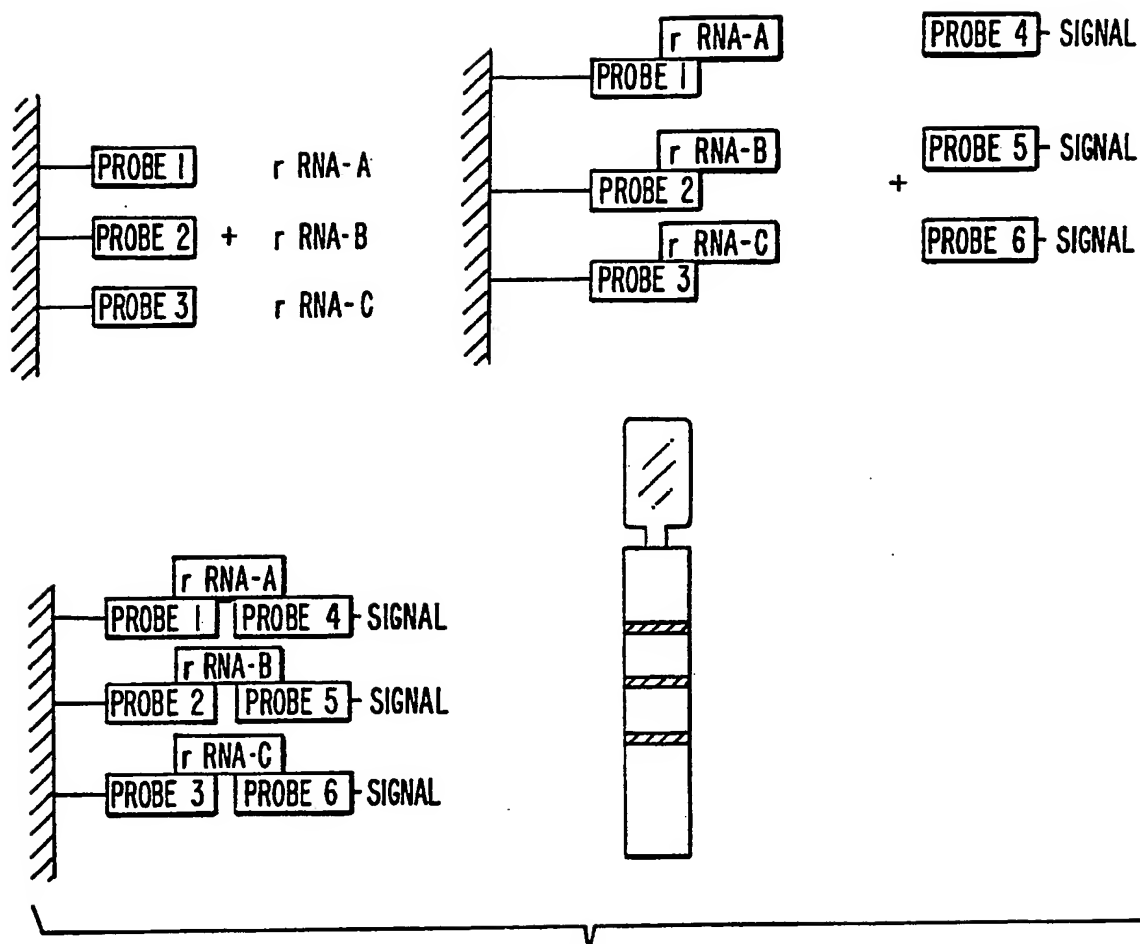 PROBE 1 r RNA-A
PROBE 2 + r RNA-B
PROBE 3 r RNA-C
r RNA-A
PROBE 1
r RNA-B
PROBE 2
r RNA-C
PROBE 3
+
PROBE 4 - SIGNAL
PROBE 5 - SIGNAL
PROBE 6 - SIGNAL
r RNA-A
PROBE 1 PROBE 4 - SIGNAL
r RNA-B
PROBE 2 PROBE 5 - SIGNAL
r RNA-C
PROBE 3 PROBE 6 - SIGNAL